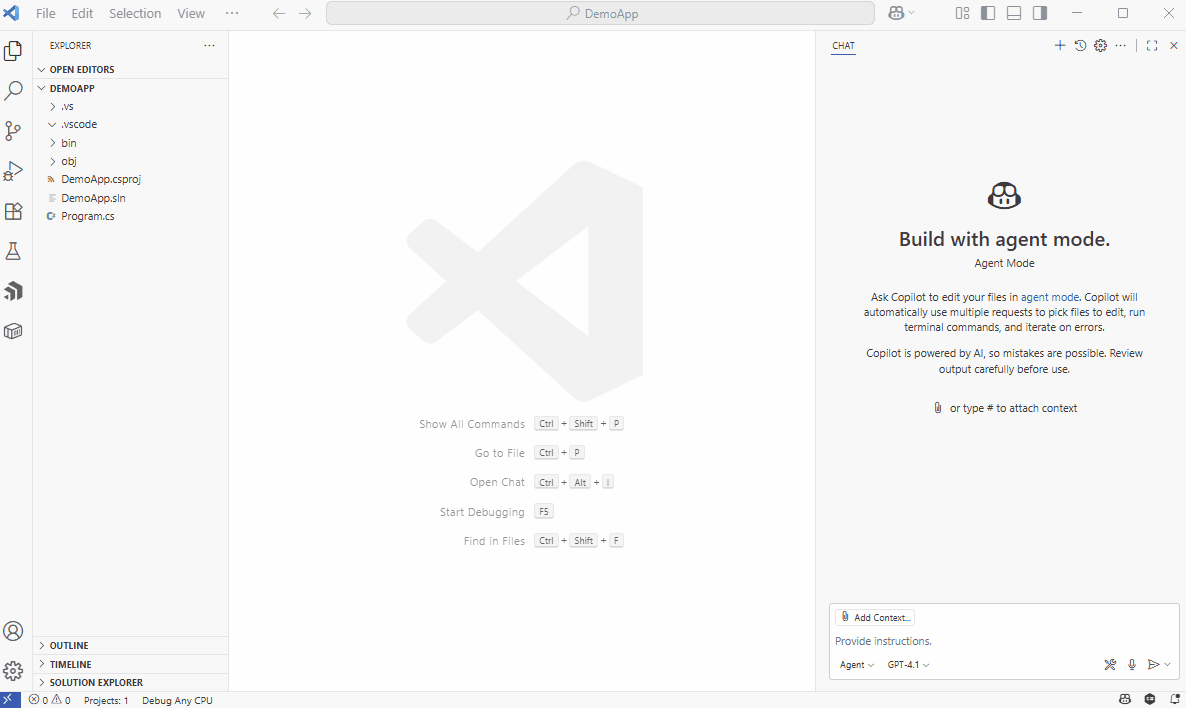 File Edit Selection View ···
DemoApp
EXPLORER
OPEN EDITORS
DEMOAPP
.vs
.vscode
bin
obj
DemoApp.csproj
DemoApp.sln
Program.cs
OUTLINE
TIMELINE
SOLUTION EXPLORER
Show All Commands Ctrl + Shift + P
Go to File Ctrl + P
Open Chat Ctrl + Alt + I
Start Debugging F5
Find in Files Ctrl + Shift + F
CHAT
Build with agent mode.
Agent Mode
Ask Copilot to edit your files in agent mode. Copilot will
automatically use multiple requests to pick files to edit, run
terminal commands, and iterate on errors.
Copilot is powered by AI, so mistakes are possible. Review
output carefully before use.
or type # to attach context
Add Context...
Provide instructions.
Agent GPT-4.1
0 0 Projects: 1 Debug Any CPU